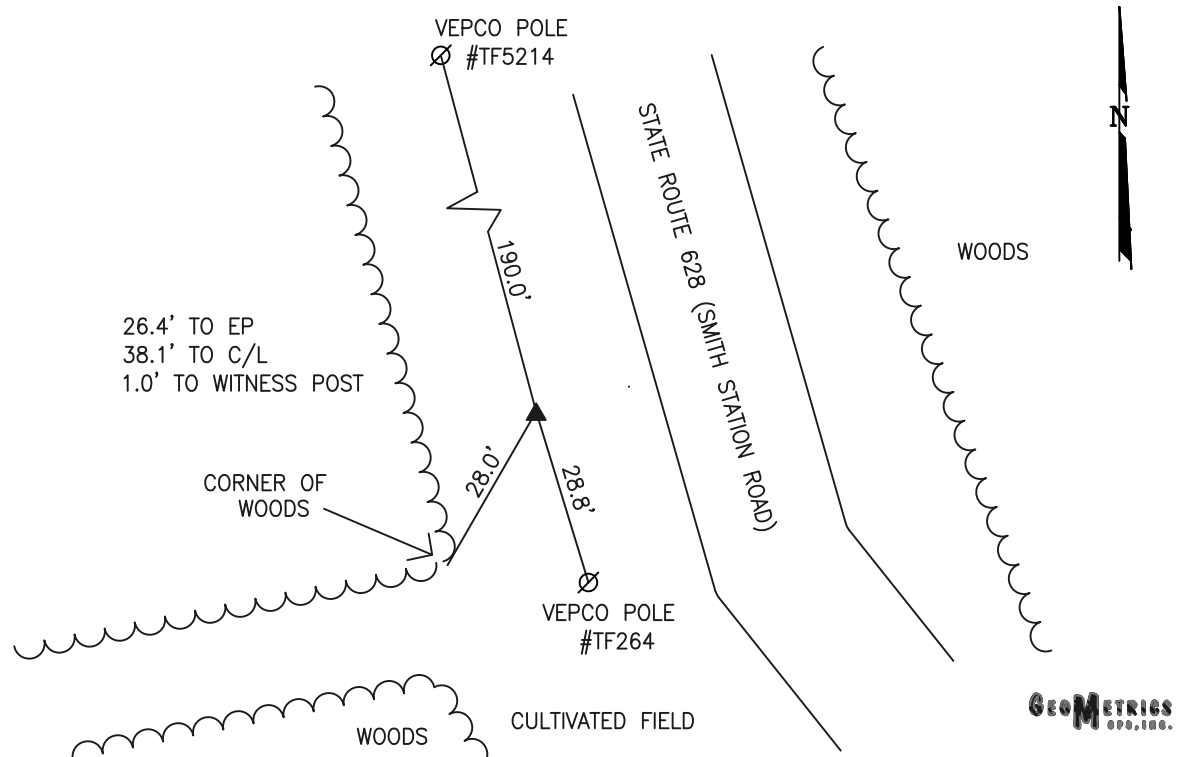 VEPCO POLE
#TF5214
N
STATE ROUTE 628 (SMITH STATION ROAD)
WOODS
190.0'
26.4' TO EP
38.1' TO C/L
1.0' TO WITNESS POST
28.0'
28.8'
CORNER OF
WOODS
VEPCO POLE
#TF264
GEOMETRICS
GPS, INC.
CULTIVATED FIELD
WOODS